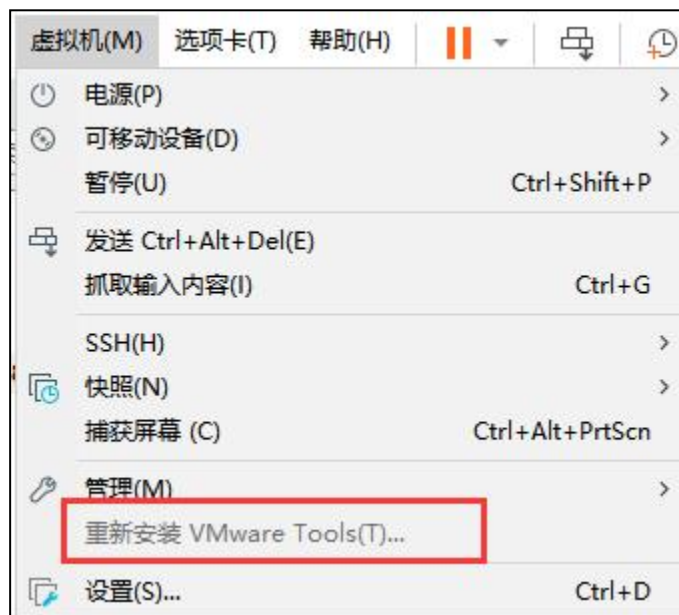 虚拟机(M) 选项卡(T) 帮助(H)
电源(P)
可移动设备(D)
暂停(U) Ctrl+Shift+P
发送 Ctrl+Alt+Del(E)
抓取输入内容(I) Ctrl+G
SSH(H)
快照(N)
捕获屏幕 (C) Ctrl+Alt+PrtScn
管理(M)
重新安装 VMware Tools(T)...
设置(S)... Ctrl+D